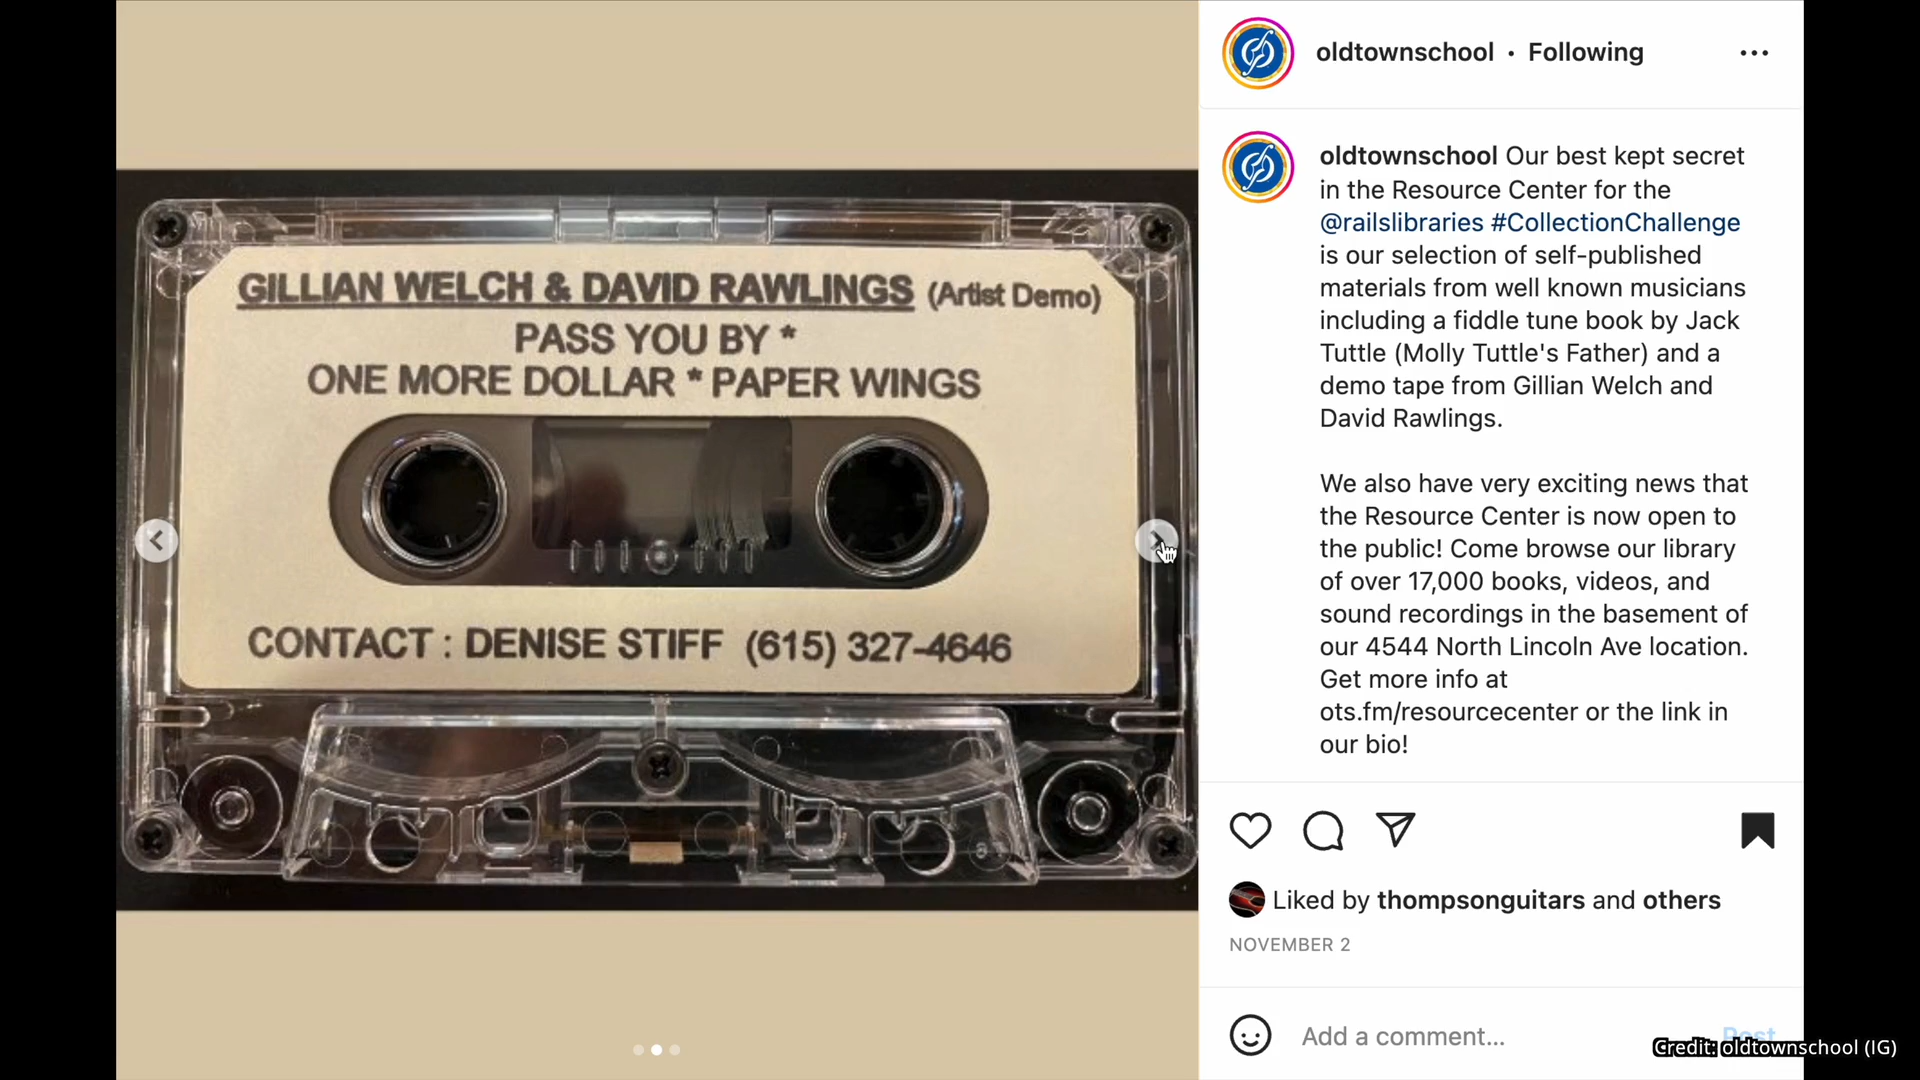 GILLIAN WELCH & DAVID RAWLINGS (Artist Demo)
PASS YOU BY *
ONE MORE DOLLAR * PAPER WINGS
CONTACT : DENISE STIFF (615) 327-4646
oldtownschool • Following
oldtownschool Our best kept secret
in the Resource Center for the
@railslibraries #CollectionChallenge
is our selection of self-published
materials from well known musicians
including a fiddle tune book by Jack
Tuttle (Molly Tuttle's Father) and a
demo tape from Gillian Welch and
David Rawlings.
We also have very exciting news that
the Resource Center is now open to
the public! Come browse our library
of over 17,000 books, videos, and
sound recordings in the basement of
our 4544 North Lincoln Ave location.
Get more info at
ots.fm/resourcecenter or the link in
our bio!
Liked by thompsonguitars and others
NOVEMBER 2
Add a comment...
Post
Credit: oldtownschool (IG)